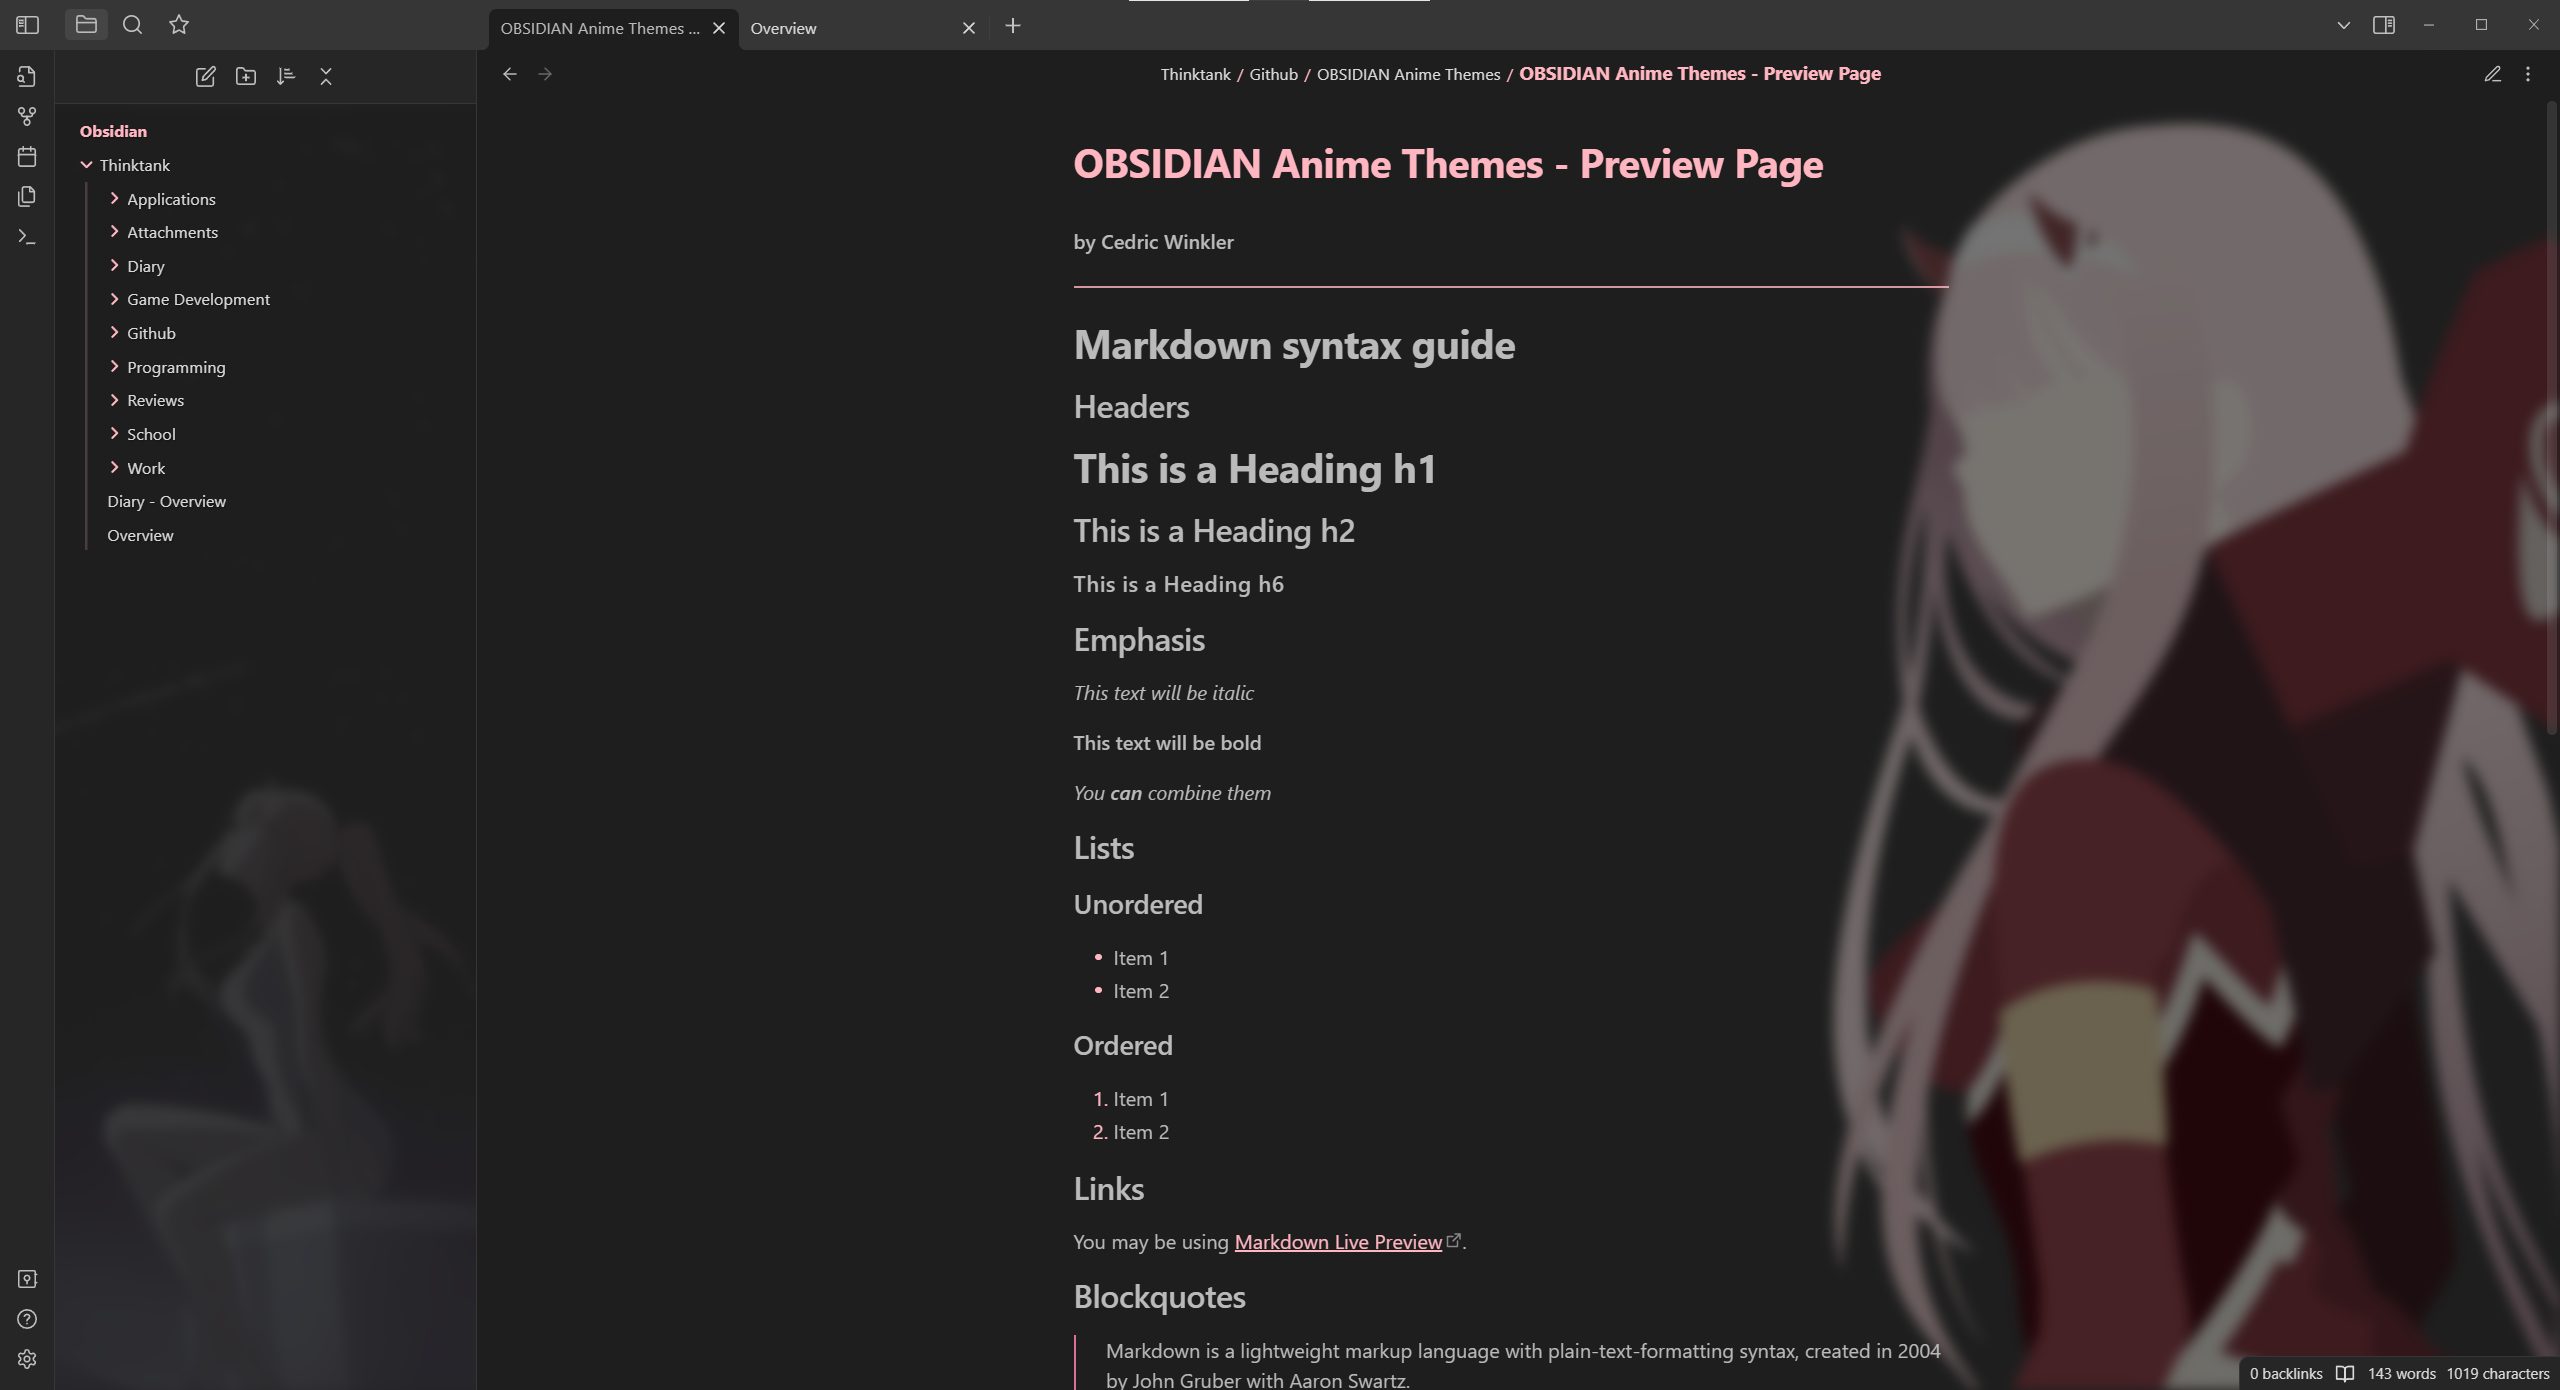 OBSIDIAN Anime Themes ...
Overview
Thinktank / Github / OBSIDIAN Anime Themes / OBSIDIAN Anime Themes - Preview Page
Obsidian
Thinktank
Applications
Attachments
Diary
Game Development
Github
Programming
Reviews
School
Work
Diary - Overview
Overview
OBSIDIAN Anime Themes - Preview Page
by Cedric Winkler
Markdown syntax guide
Headers
This is a Heading h1
This is a Heading h2
This is a Heading h6
Emphasis
This text will be italic
This text will be bold
You can combine them
Lists
Unordered
• Item 1
• Item 2
Ordered
1. Item 1
2. Item 2
Links
You may be using Markdown Live Preview.
Blockquotes
Markdown is a lightweight markup language with plain-text-formatting syntax, created in 2004
by John Gruber with Aaron Swartz.
0 backlinks 143 words 1019 characters